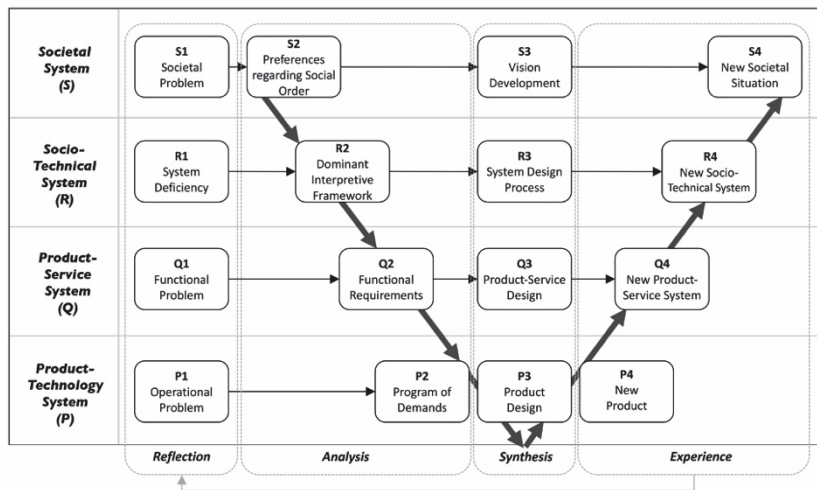 Societal
System
(S)
S1
Societal
Problem
S2
Preferences
regarding Social
Order
S3
Vision
Development
S4
New Societal
Situation
Socio-
Technical
System
(R)
R1
System
Deficiency
R2
Dominant
Interpretive
Framework
R3
System Design
Process
R4
New Socio-
Technical System
Product-
Service
System
(Q)
Q1
Functional
Problem
Q2
Functional
Requirements
Q3
Product-Service
Design
Q4
New Product-
Service System
Product-
Technology
System
(P)
P1
Operational
Problem
P2
Program of
Demands
P3
Product
Design
P4
New
Product
Reflection
Analysis
Synthesis
Experience